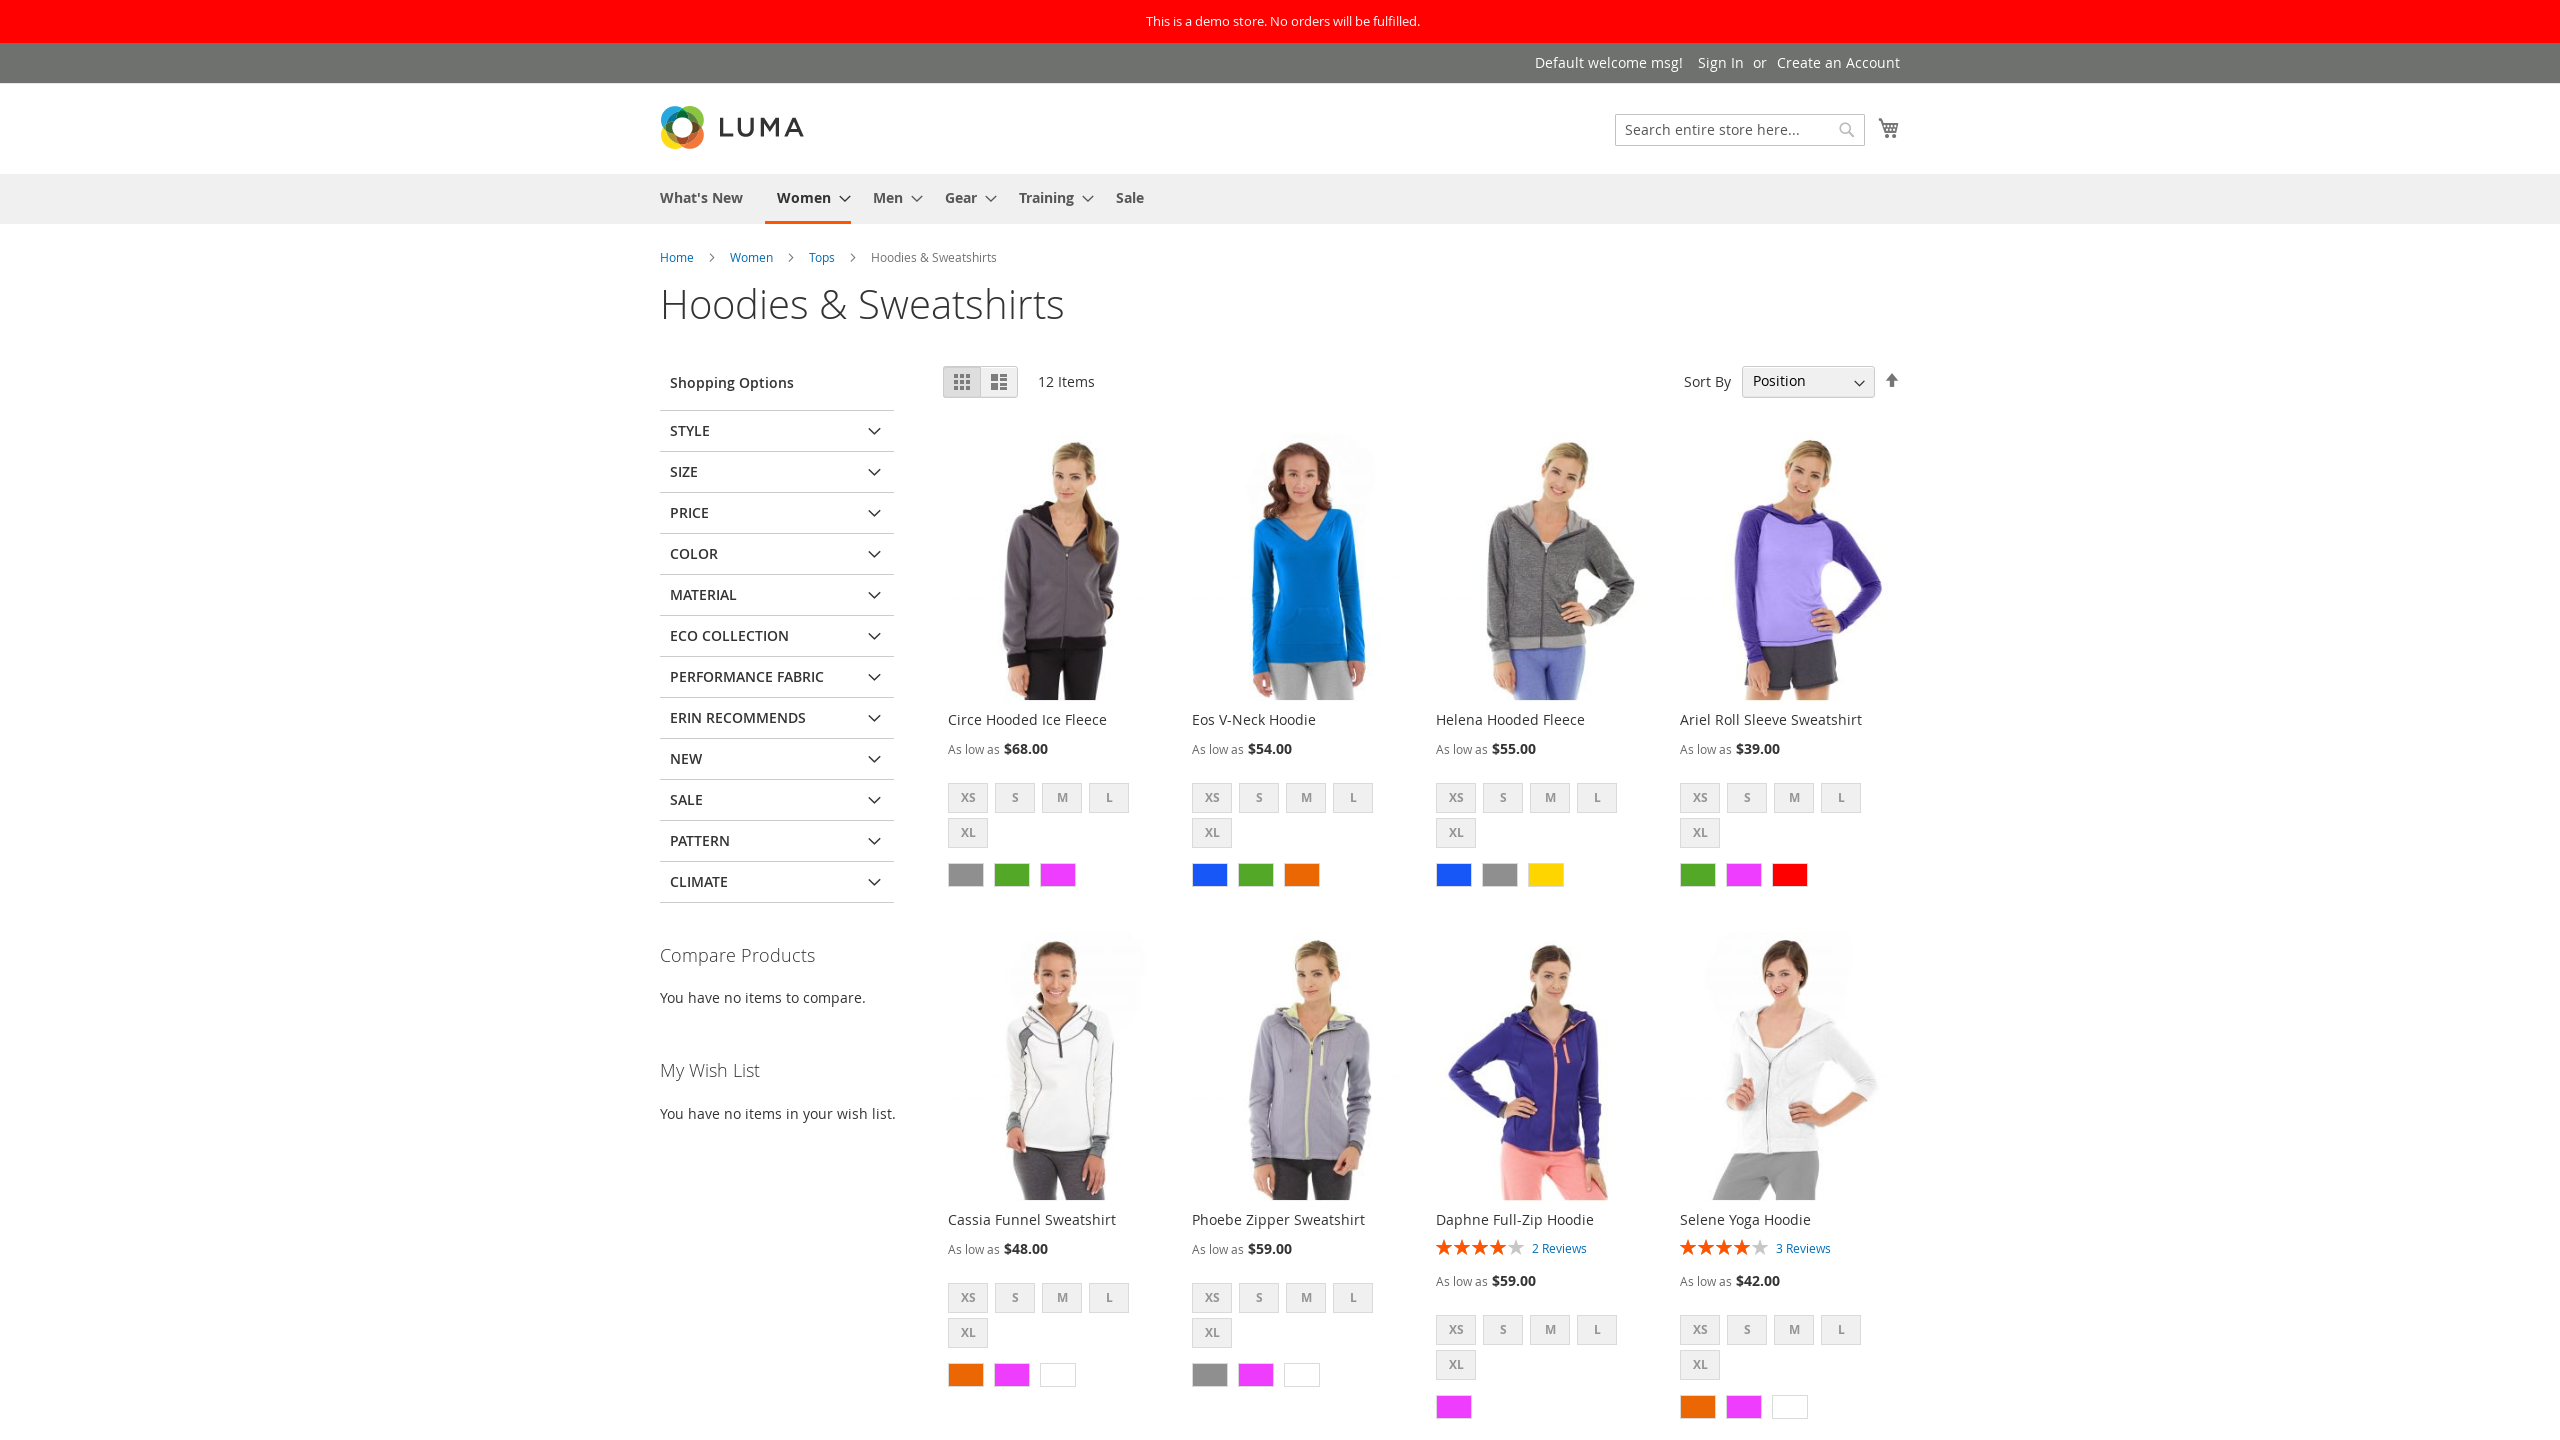 This is a demo store. No orders will be fulfilled.
Default welcome msg! Sign In or Create an Account
LUMA
Search entire store here...
What's New Women Men Gear Training Sale
Home Women Tops Hoodies & Sweatshirts
Hoodies & Sweatshirts
Shopping Options
STYLE
SIZE
PRICE
COLOR
MATERIAL
ECO COLLECTION
PERFORMANCE FABRIC
ERIN RECOMMENDS
NEW
SALE
PATTERN
CLIMATE
Compare Products
You have no items to compare.
My Wish List
You have no items in your wish list.
12 Items
Sort By Position
Circe Hooded Ice Fleece
As low as $68.00
XS S M L
XL
Eos V-Neck Hoodie
As low as $54.00
XS S M L
XL
Helena Hooded Fleece
As low as $55.00
XS S M L
XL
Ariel Roll Sleeve Sweatshirt
As low as $39.00
XS S M L
XL
Cassia Funnel Sweatshirt
As low as $48.00
XS S M L
XL
Phoebe Zipper Sweatshirt
As low as $59.00
XS S M L
XL
Daphne Full-Zip Hoodie
2 Reviews
As low as $59.00
XS S M L
XL
Selene Yoga Hoodie
3 Reviews
As low as $42.00
XS S M L
XL